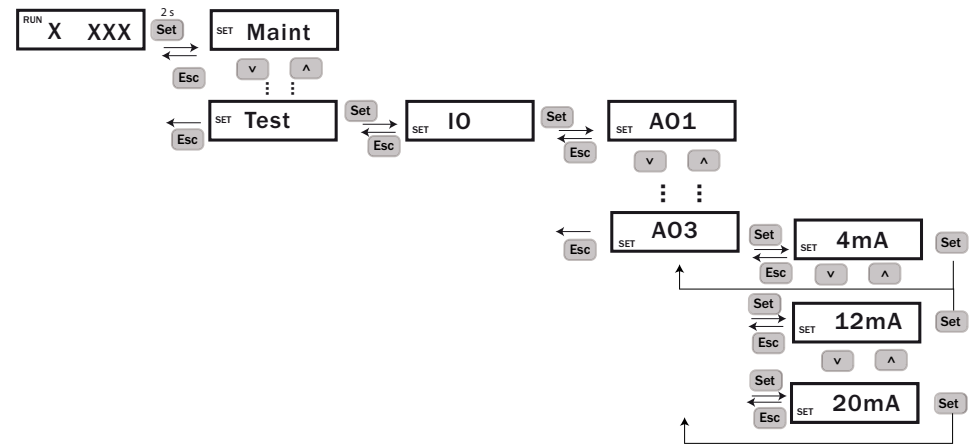 RUN X XXX
2 s
Set
SET Maint
Esc
v ^
SET Test
Set
SET IO
Set
SET AO1
Esc
Esc
Esc
v ^
SET AO3
Set
SET 4mA
Set
Esc
Esc
v ^
Set
SET 12mA
Set
Esc
v ^
Set
SET 20mA
Set
Esc